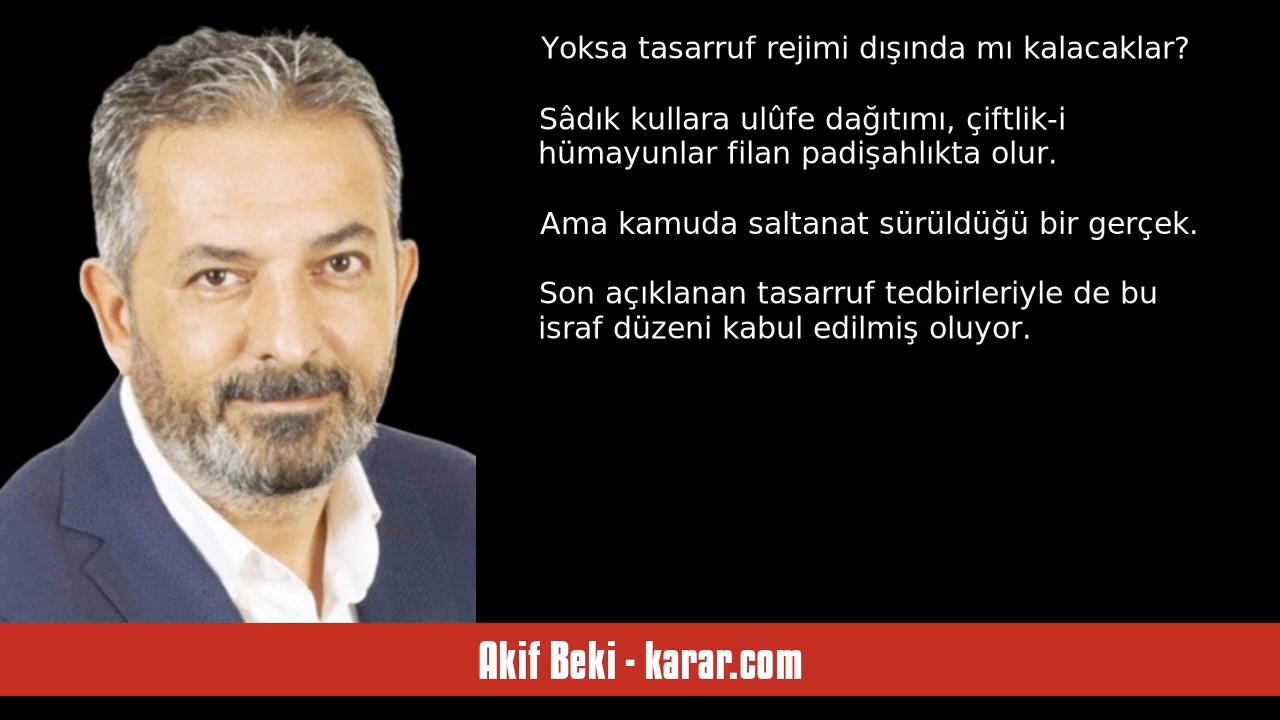 Yoksa tasarruf rejimi dışında mı kalacaklar?
Sâdık kullara ulûfe dağıtımı, çiftlik-i
hümayunlar filan padişahlıkta olur.
Ama kamuda saltanat sürüldüğü bir gerçek.
Son açıklanan tasarruf tedbirleriyle de bu
israf düzeni kabul edilmiş oluyor.
Akif Beki - karar.com